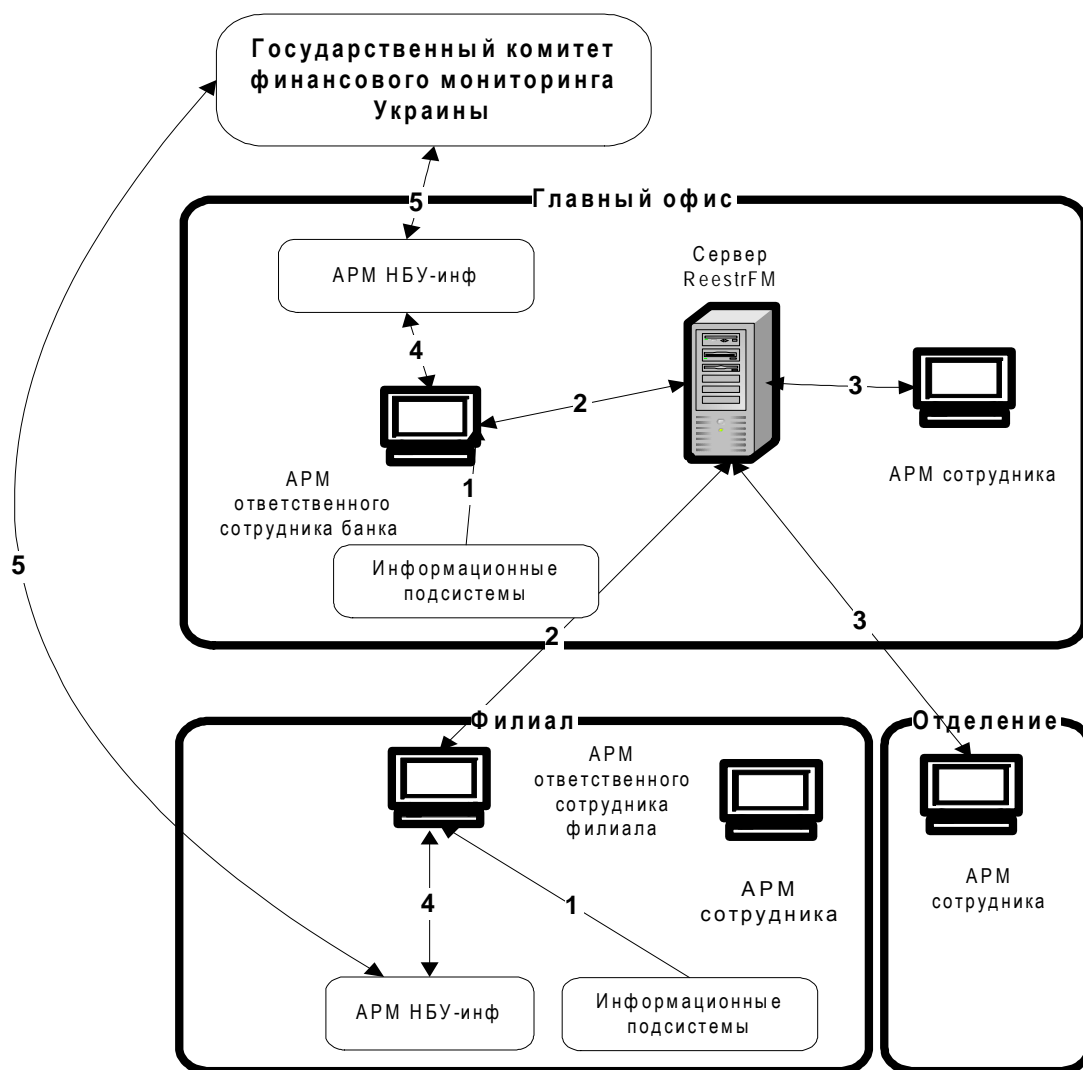 Государственный комитет
финансового мониторинга
Украины
5
Главный офис
АРМ НБУ-инф
Сервер
ReestrFM
4
2
3
АРМ
ответственного
сотрудника банка
1
АРМ сотрудника
Информационные
подсистемы
5
2
3
Филиал
Отделение
АРМ
ответственного
сотрудника
филиала
4
1
АРМ
сотрудника
АРМ
сотрудника
АРМ НБУ-инф
Информационные
подсистемы